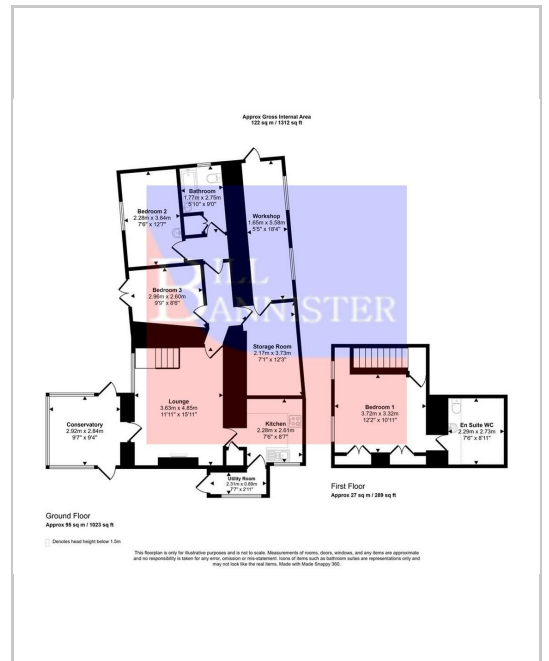 Approx Gross Internal Area
122 sq m / 1312 sq ft
Bathroom
1.77m x 2.75m
5'10" x 9'0"
Bedroom 2
2.28m x 3.84m
7'6" x 12'7"
Workshop
1.65m x 5.58m
5'5" x 18'4"
Bedroom 3
2.96m x 2.60m
9'9" x 8'6"
BILL
BANNISTER
Storage Room
2.17m x 3.73m
7'1" x 12'3"
Lounge
3.63m x 4.85m
11'11" x 15'11"
Conservatory
2.92m x 2.84m
9'7" x 9'4"
Kitchen
2.28m x 2.61m
7'6" x 8'7"
Bedroom 1
3.72m x 3.32m
12'2" x 10'11"
En Suite WC
2.29m x 2.73m
7'6" x 8'11"
Utility Room
2.31m x 0.89m
7'7" x 2'11"
First Floor
Approx 27 sq m / 289 sq ft
Ground Floor
Approx 95 sq m / 1023 sq ft
Denotes head height below 1.5m
This floorplan is only for illustrative purposes and is not to scale. Measurements of rooms, doors, windows, and any items are approximate
and no responsibility is taken for any error, omission or mis-statement. Icons of items such as bathroom suites are representations only and
may not look like the real items. Made with Made Snappy 360.